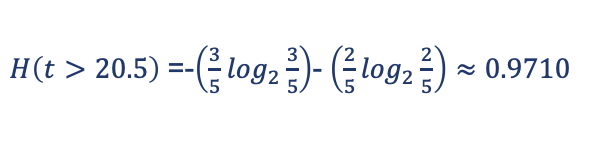 H(t > 20.5) =-(3/5 log₂ 3/5)- (2/5 log₂ 2/5) ≈ 0.9710